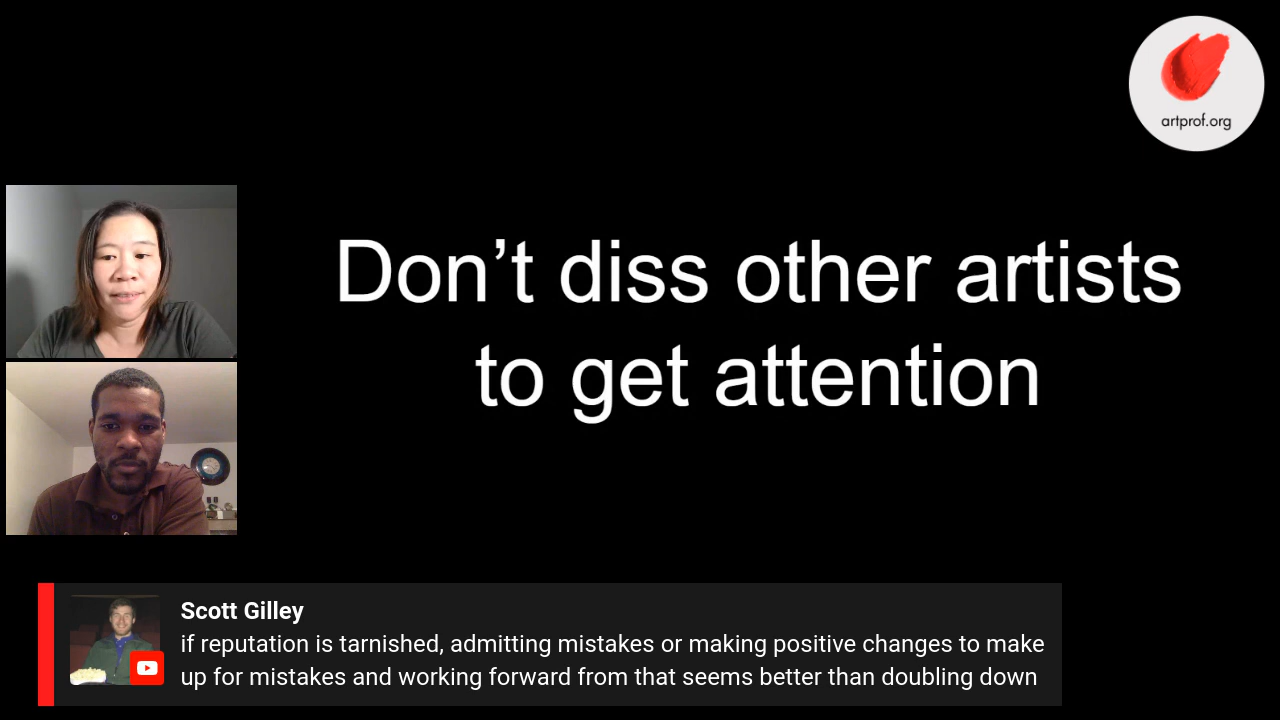 artprof.org
Don’t diss other artists
to get attention
Scott Gilley
if reputation is tarnished, admitting mistakes or making positive changes to make
up for mistakes and working forward from that seems better than doubling down